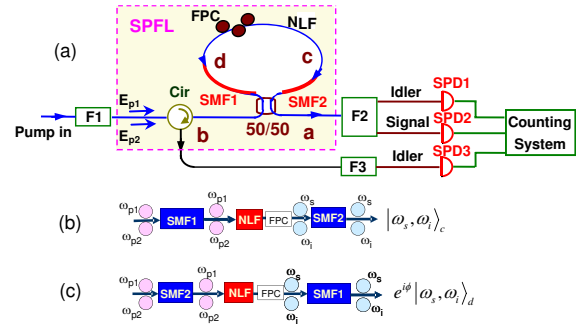 SPFL
FPC
NLF
(a)
d
c
SPD1
Idler
Cir
SMF1
SMF2
E_p1
F1
F2
Signal
SPD2
Counting
System
Pump in
E_p2
b
50/50
a
SPD3
Idler
F3
(b)
ω_p1
ω_p2
SMF1
ω_p1
ω_p2
NLF
FPC
ω_s
ω_i
SMF2
ω_s
ω_i
|ω_s, ω_i⟩_c
(c)
ω_p1
ω_p2
SMF2
ω_p1
ω_p2
NLF
FPC
ω_s
ω_i
SMF1
ω_s
ω_i
e^{iϕ}|ω_s, ω_i⟩_d